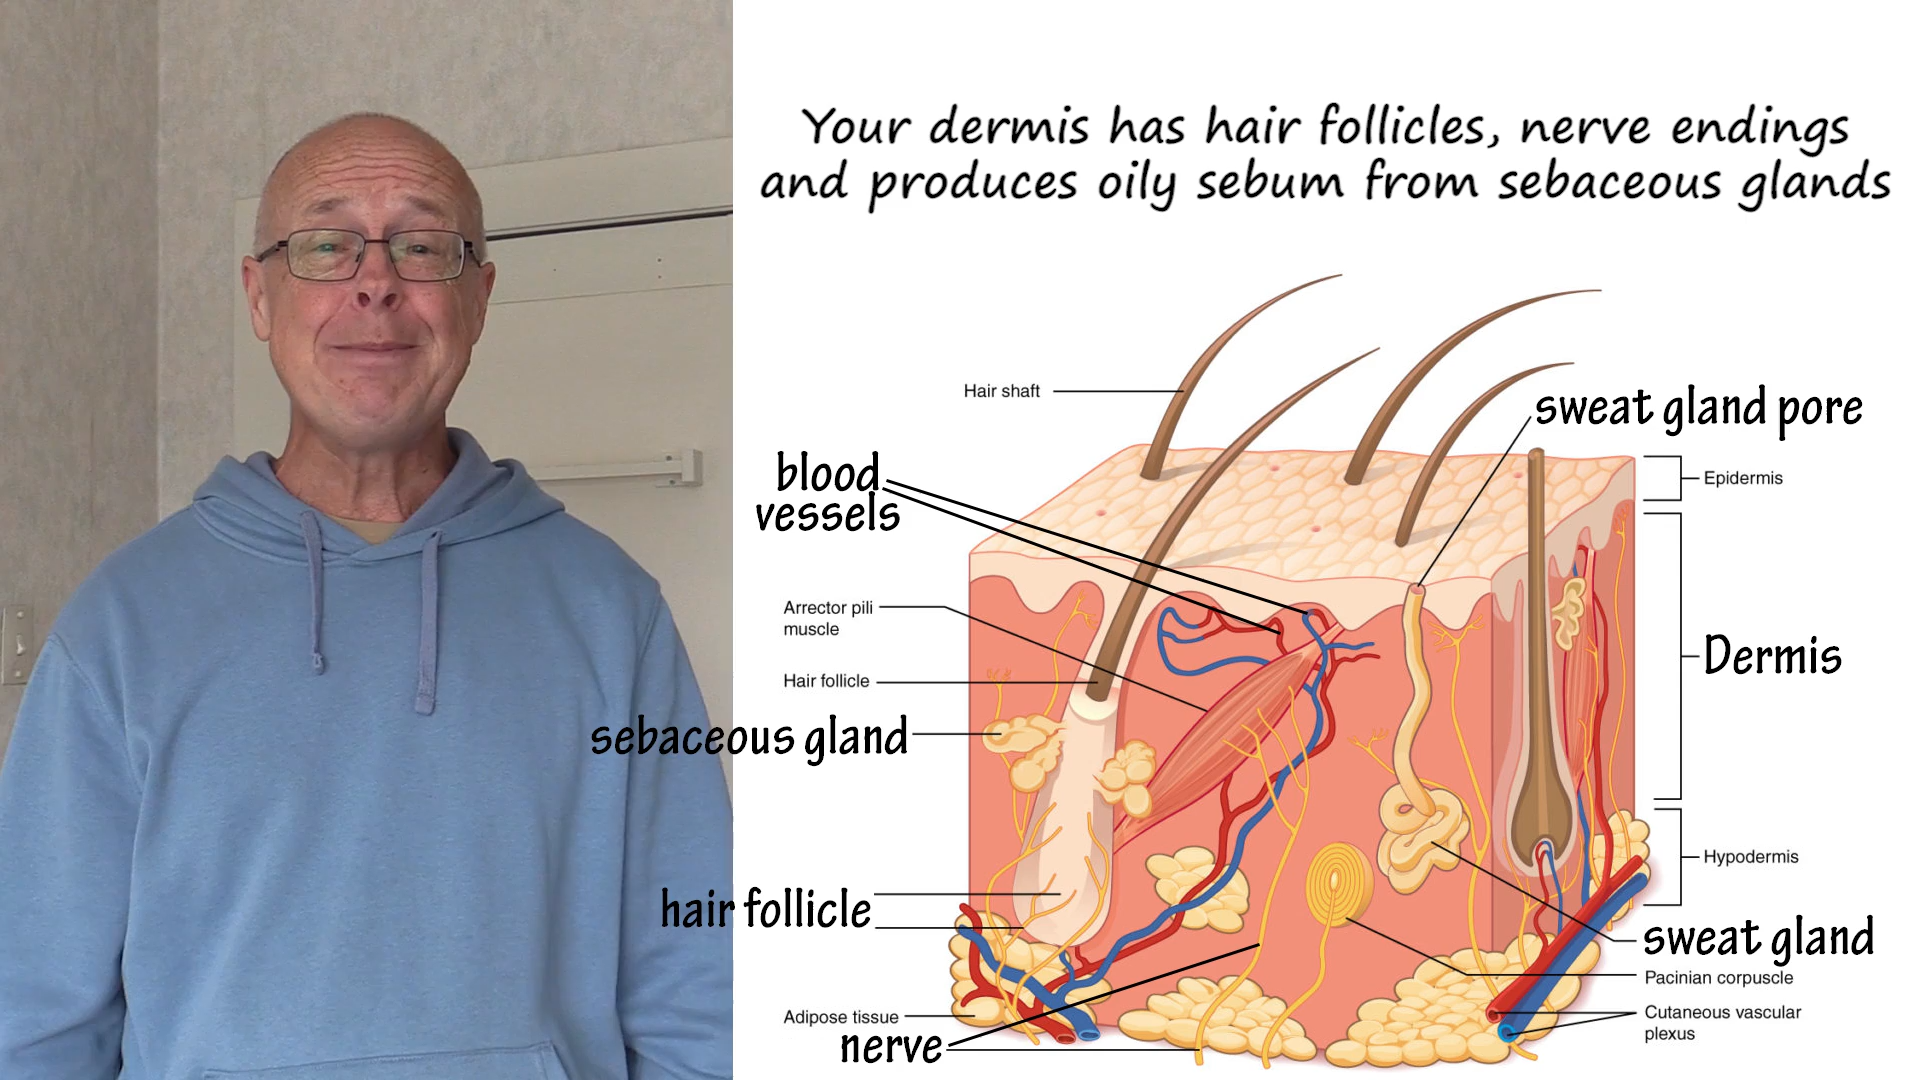 Your dermis has hair follicles, nerve endings
and produces oily sebum from sebaceous glands
Hair shaft
sweat gland pore
blood
vessels
Epidermis
Arrector pili
muscle
Dermis
Hair follicle
sebaceous gland
Hypodermis
hair follicle
sweat gland
Pacinian corpuscle
Adipose tissue
Cutaneous vascular
plexus
nerve